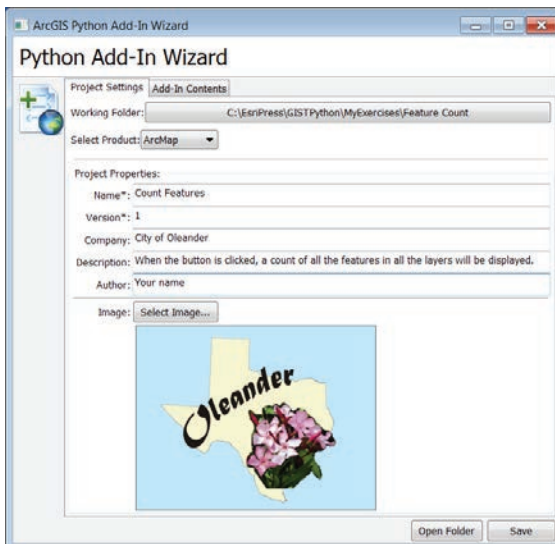 ArcGIS Python Add-In Wizard
Python Add-In Wizard
Project Settings Add-In Contents
Working Folder: C:\EsriPress\GISTPython\MyExercises\Feature Count
Select Product: ArcMap
Project Properties:
Name*: Count Features
Version*: 1
Company: City of Oleander
Description: When the button is clicked, a count of all the features in all the layers will be displayed.
Author: Your name
Image: Select Image...
Oleander
Open Folder Save